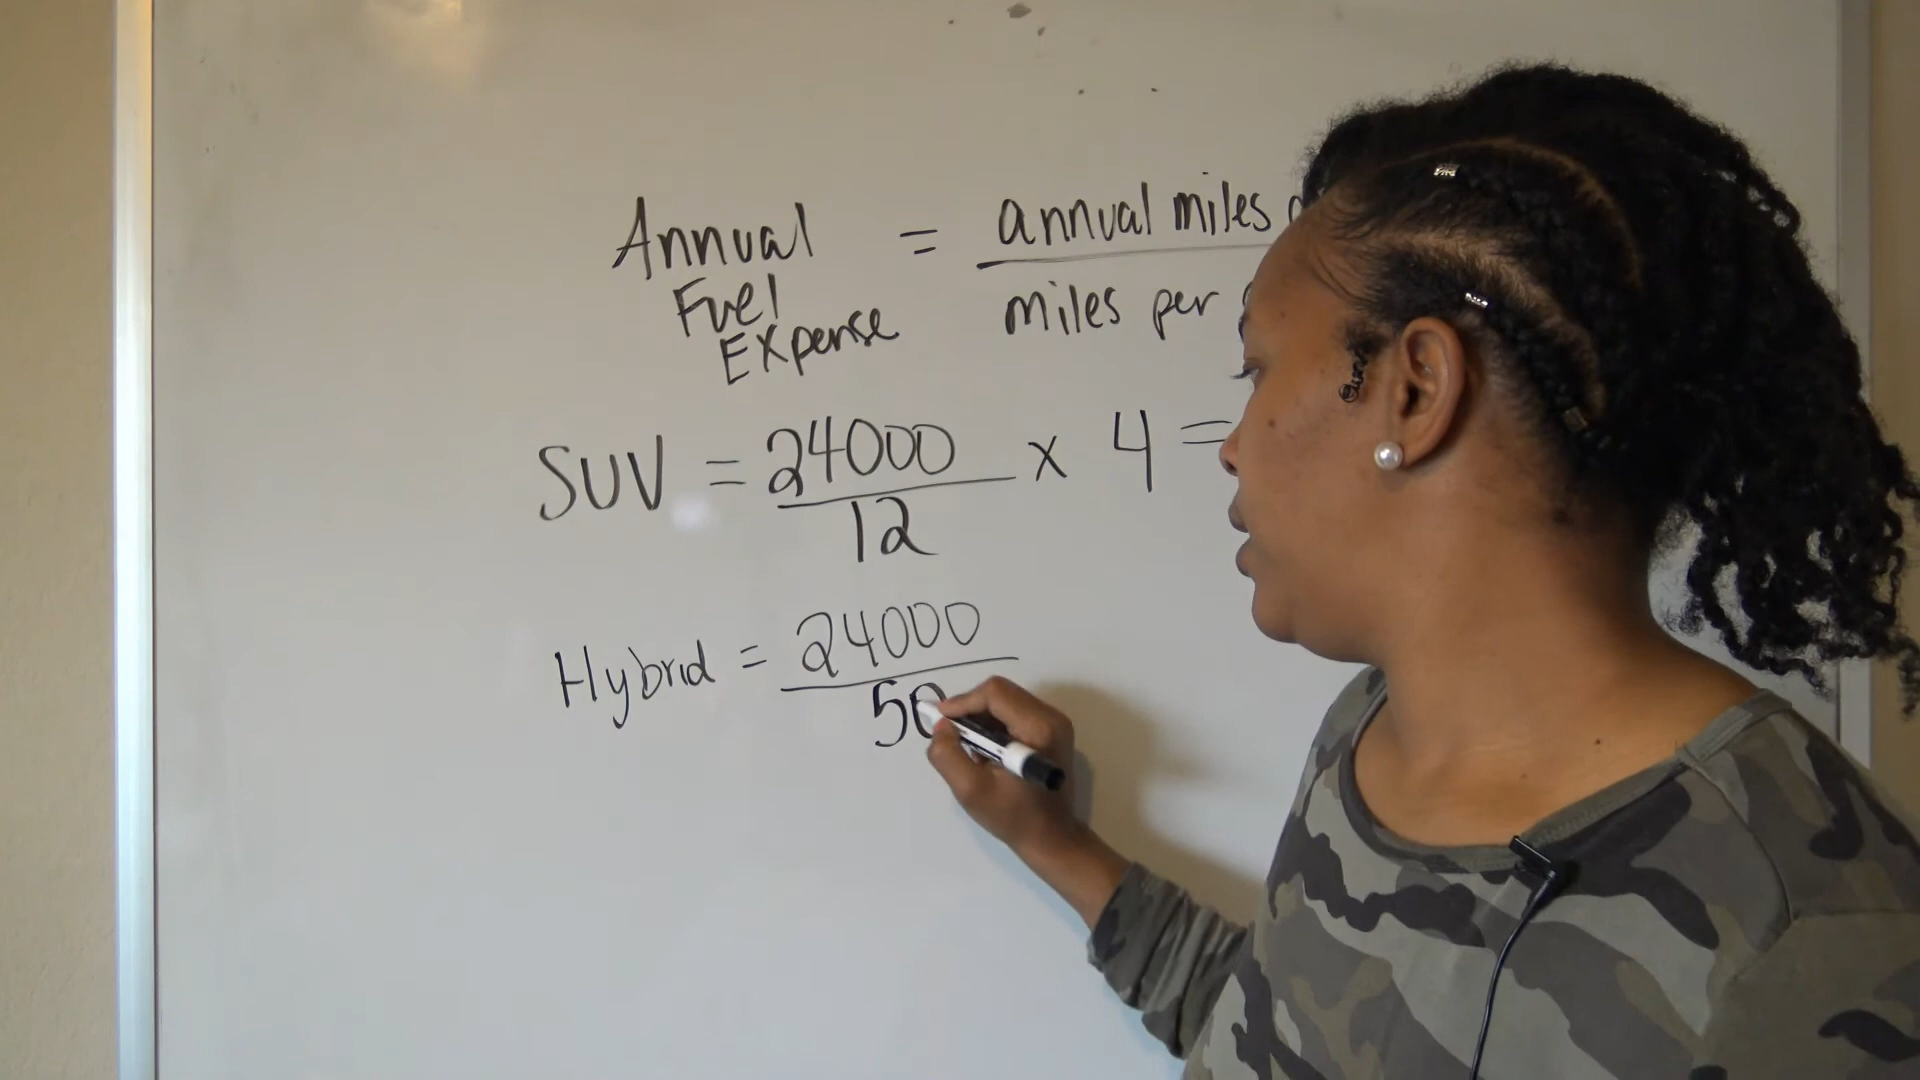 Annual = annual miles
Fuel
Expense
miles per
SUV = 24000 x 4 =
12
Hybrid = 24000
50